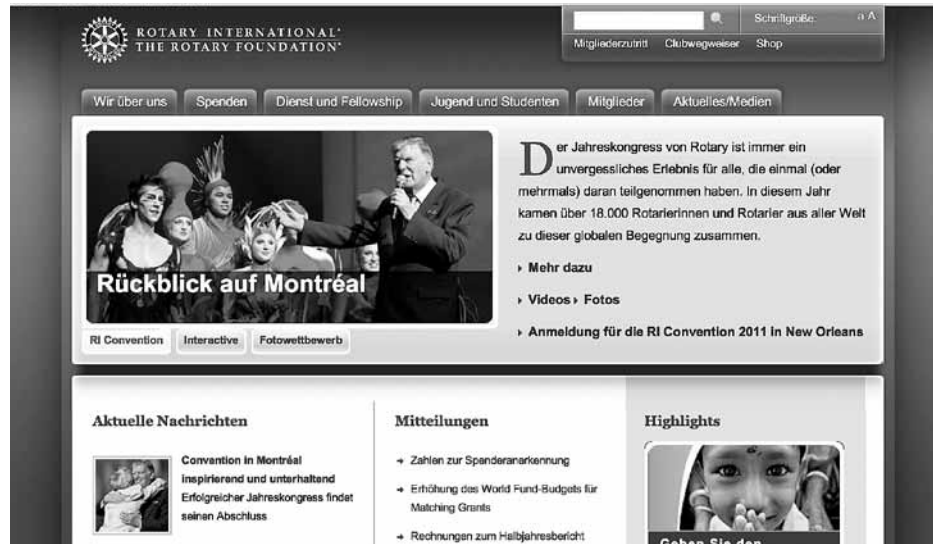 ROTARY INTERNATIONAL
THE ROTARY FOUNDATION
Schriftgröße: a A
Mitgliederzutritt Clubwegweiser Shop
Wir über uns Spenden Dienst und Fellowship Jugend und Studenten Mitglieder Aktuelles/Medien
Rückblick auf Montréal
RI Convention Interactive Fotowettbewerb
Der Jahreskongress von Rotary ist immer ein
unvergessliches Erlebnis für alle, die einmal (oder
mehrmals) daran teilgenommen haben. In diesem Jahr
kamen über 18.000 Rotarierinnen und Rotarier aus aller Welt
zu dieser globalen Begegnung zusammen.
Mehr dazu
Videos Fotos
Anmeldung für die RI Convention 2011 in New Orleans
Aktuelle Nachrichten
Convention in Montréal
inspirierend und unterhaltend
Erfolgreicher Jahreskongress findet
seinen Abschluss
Mitteilungen
Zahlen zur Spenderanerkennung
Erhöhung des World Fund-Budgets für
Matching Grants
Rechnungen zum Halbjahresbericht
Highlights
Geben Sie den